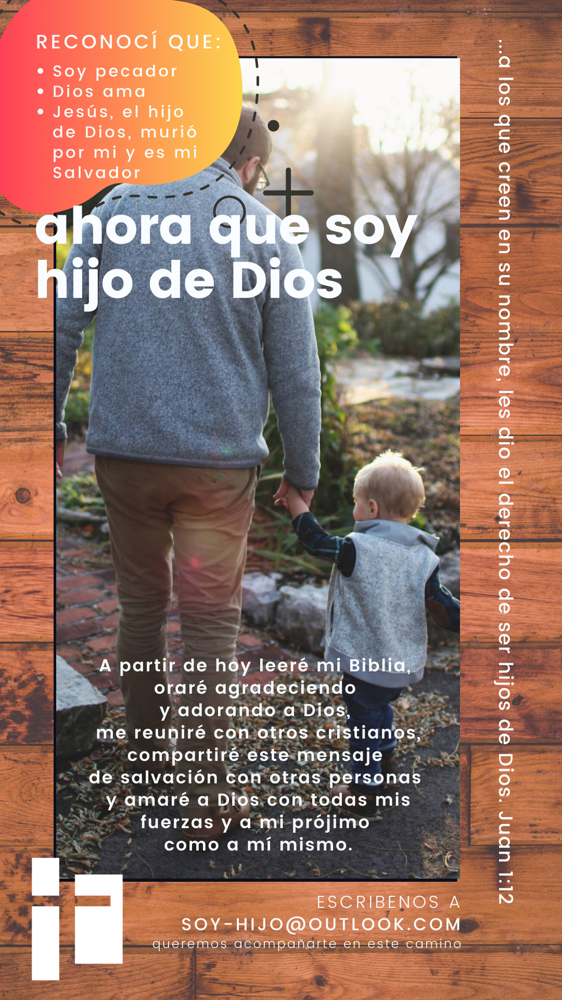 RECONOCÍ QUE:
• Soy pecador
• Dios ama
• Jesús, el hijo
de Dios, murió
por mi y es mi
Salvador
ahora que soy
hijo de Dios
...a los que creen en su nombre, les dio el derecho de ser hijos de Dios. Juan 1:12
A partir de hoy leeré mi Biblia,
oraré agradeciendo
y adorando a Dios,
me reuniré con otros cristianos,
compartiré este mensaje
de salvación con otras personas
y amaré a Dios con todas mis
fuerzas y a mi prójimo
como a mí mismo.
ESCRIBENOS A
SOY-HIJO@OUTLOOK.COM
queremos acompañarte en este camino